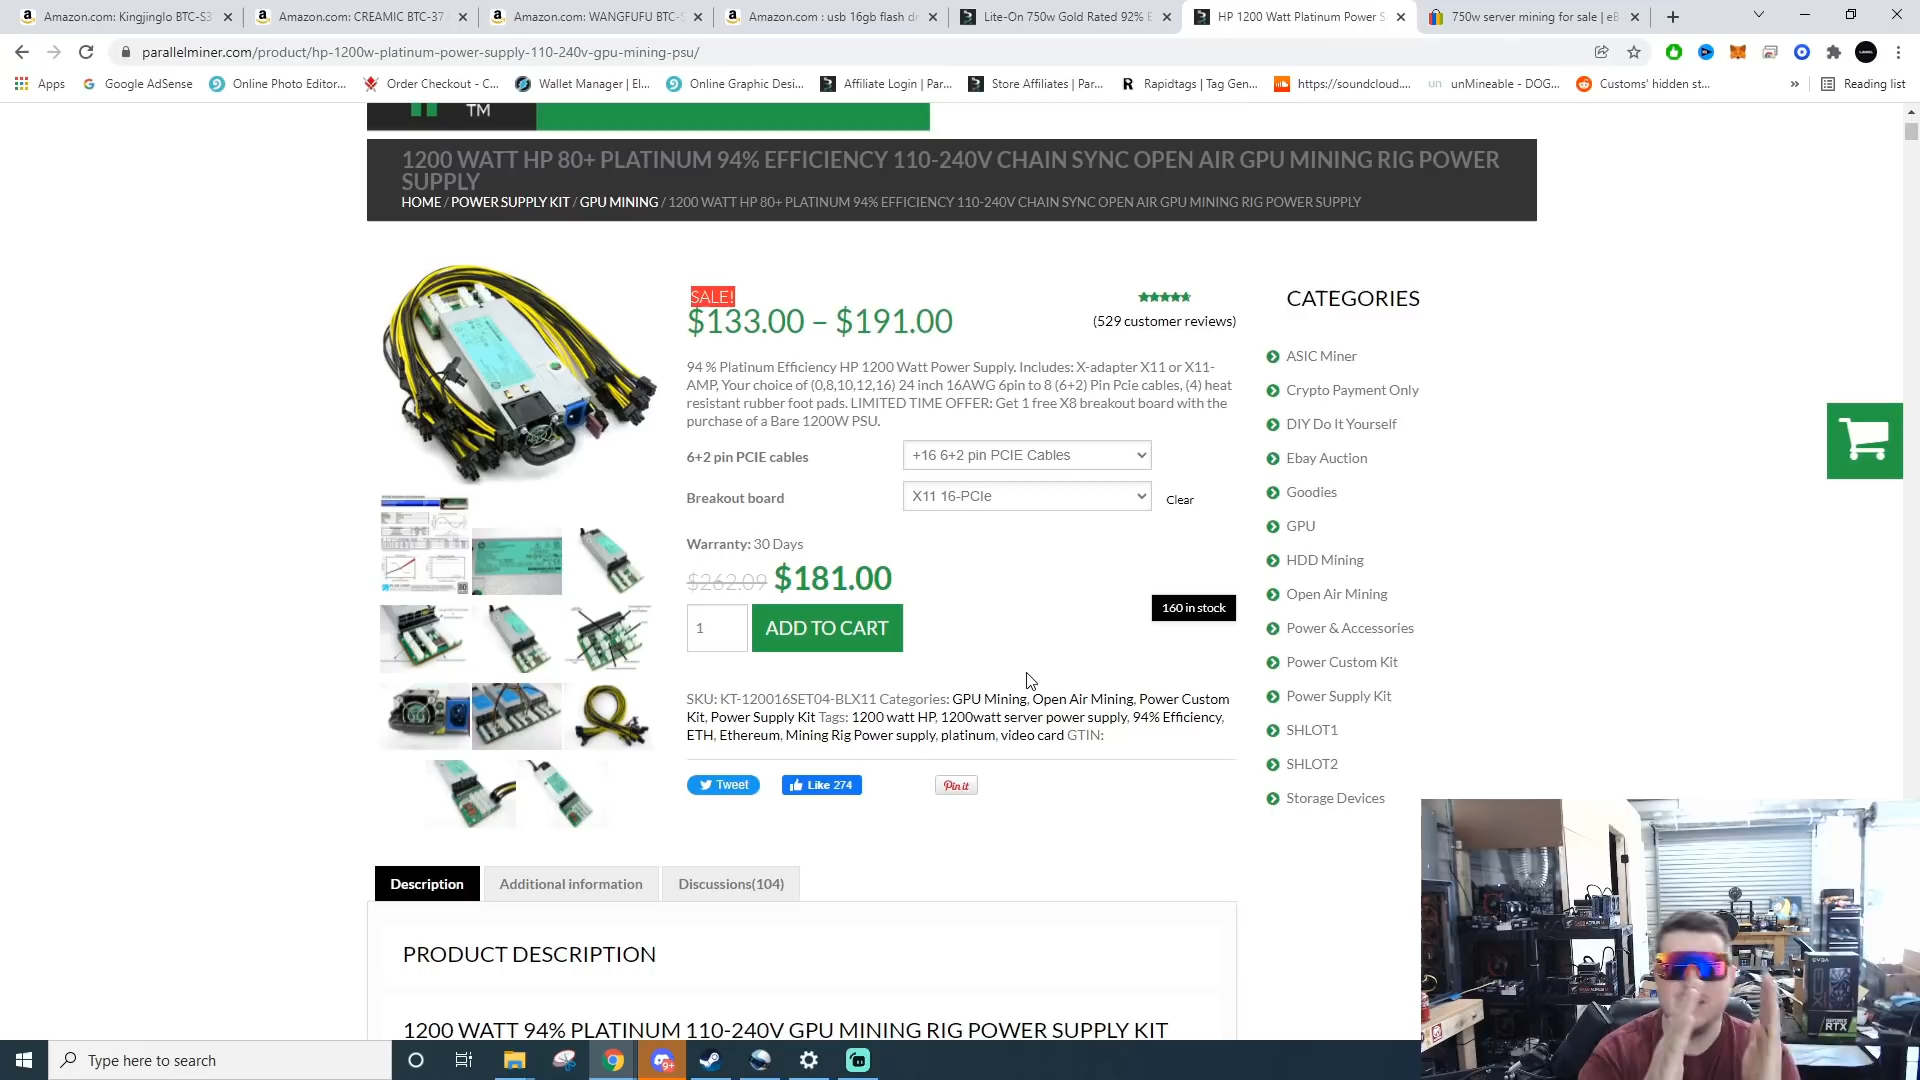 Amazon.com: Kingjinglo BTC-S3
Amazon.com: CREAMIC BTC-37
Amazon.com: WANGFUFU BTC-S
Amazon.com : usb 16gb flash dr
Lite-On 750w Gold Rated 92% E
HP 1200 Watt Platinum Power S
750w server mining for sale | eB
parallelminer.com/product/hp-1200w-platinum-power-supply-110-240v-gpu-mining-psu/
Apps
Google AdSense
Online Photo Editor...
Order Checkout - C...
Wallet Manager | El...
Online Graphic Desi...
Affiliate Login | Par...
Store Affiliates | Par...
Rapidtags | Tag Gen...
https://soundcloud....
unMineable - DOG...
Customs' hidden st...
»
Reading list
TM
1200 WATT HP 80+ PLATINUM 94% EFFICIENCY 110-240V CHAIN SYNC OPEN AIR GPU MINING RIG POWER
SUPPLY
HOME / POWER SUPPLY KIT / GPU MINING / 1200 WATT HP 80+ PLATINUM 94% EFFICIENCY 110-240V CHAIN SYNC OPEN AIR GPU MINING RIG POWER SUPPLY
SALE!
$133.00 – $191.00
(529 customer reviews)
94 % Platinum Efficiency HP 1200 Watt Power Supply. Includes: X-adapter X11 or X11-
AMP, Your choice of (0,8,10,12,16) 24 inch 16AWG 6pin to 8 (6+2) Pin Pcie cables, (4) heat
resistant rubber foot pads. LIMITED TIME OFFER: Get 1 free X8 breakout board with the
purchase of a Bare 1200W PSU.
6+2 pin PCIE cables
+16 6+2 pin PCIE Cables
Breakout board
X11 16-PCIe
Clear
Warranty: 30 Days
$262.09 $181.00
160 in stock
1
ADD TO CART
SKU: KT-120016SET04-BLX11 Categories: GPU Mining, Open Air Mining, Power Custom
Kit, Power Supply Kit Tags: 1200 watt HP, 1200watt server power supply, 94% Efficiency,
ETH, Ethereum, Mining Rig Power supply, platinum, video card GTIN:
Tweet
Like 274
Pin it
CATEGORIES
ASIC Miner
Crypto Payment Only
DIY Do It Yourself
Ebay Auction
Goodies
GPU
HDD Mining
Open Air Mining
Power & Accessories
Power Custom Kit
Power Supply Kit
SHLOT1
SHLOT2
Storage Devices
Description
Additional information
Discussions(104)
PRODUCT DESCRIPTION
1200 WATT 94% PLATINUM 110-240V GPU MINING RIG POWER SUPPLY KIT
EVGA
GEFORCE
RTX
Type here to search
9+